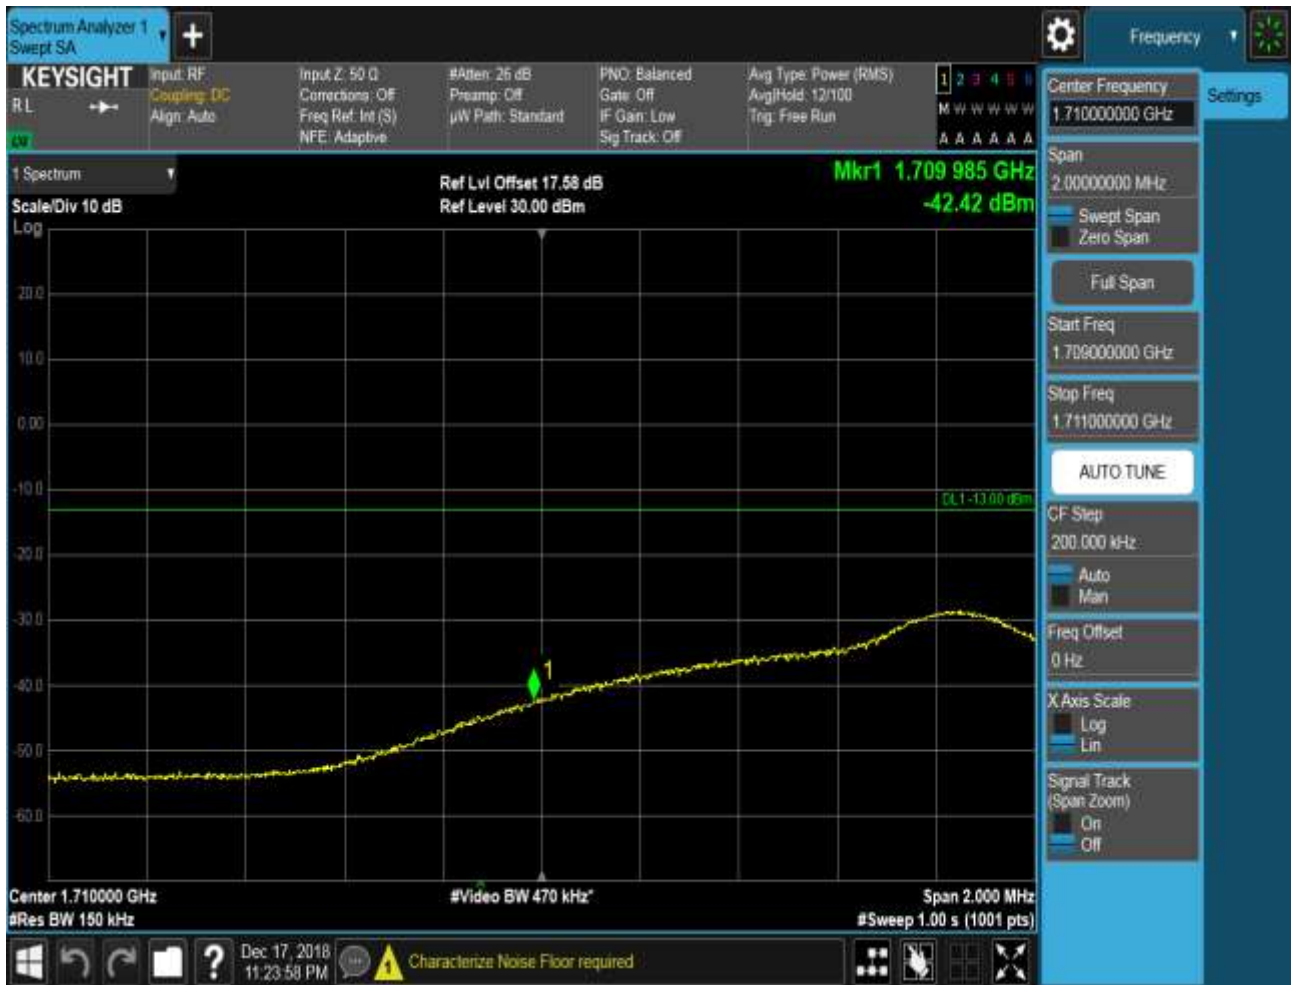 Spectrum Analyzer 1
Swept SA
+
Frequency
KEYSIGHT
R L
Input: RF
Coupling: DC
Align: Auto
Input Z: 50 Ω
Corrections: Off
Freq Ref: Int (S)
NFE: Adaptive
#Atten: 26 dB
Preamp: Off
µW Path: Standard
PNO: Balanced
Gate: Off
IF Gain: Low
Sig Track: Off
Avg Type: Power (RMS)
Avg|Hold: 12/100
Trig: Free Run
1 2 3 4 5 6
M W W W W W
A A A A A A
1 Spectrum
Scale/Div 10 dB
Log
Ref Lvl Offset 17.58 dB
Ref Level 30.00 dBm
Mkr1 1.709 985 GHz
-42.42 dBm
20.0
10.0
0.00
-10.0
DL1 -13.00 dBm
-20.0
-30.0
1
-40.0
-50.0
-60.0
Center 1.710000 GHz
#Res BW 150 kHz
#Video BW 470 kHz*
Span 2.000 MHz
#Sweep 1.00 s (1001 pts)
Center Frequency
1.710000000 GHz
Settings
Span
2.00000000 MHz
Swept Span
Zero Span
Full Span
Start Freq
1.709000000 GHz
Stop Freq
1.711000000 GHz
AUTO TUNE
CF Step
200.000 kHz
Auto
Man
Freq Offset
0 Hz
X Axis Scale
Log
Lin
Signal Track
(Span Zoom)
On
Off
?
Dec 17, 2018
11:23:58 PM
1
Characterize Noise Floor required